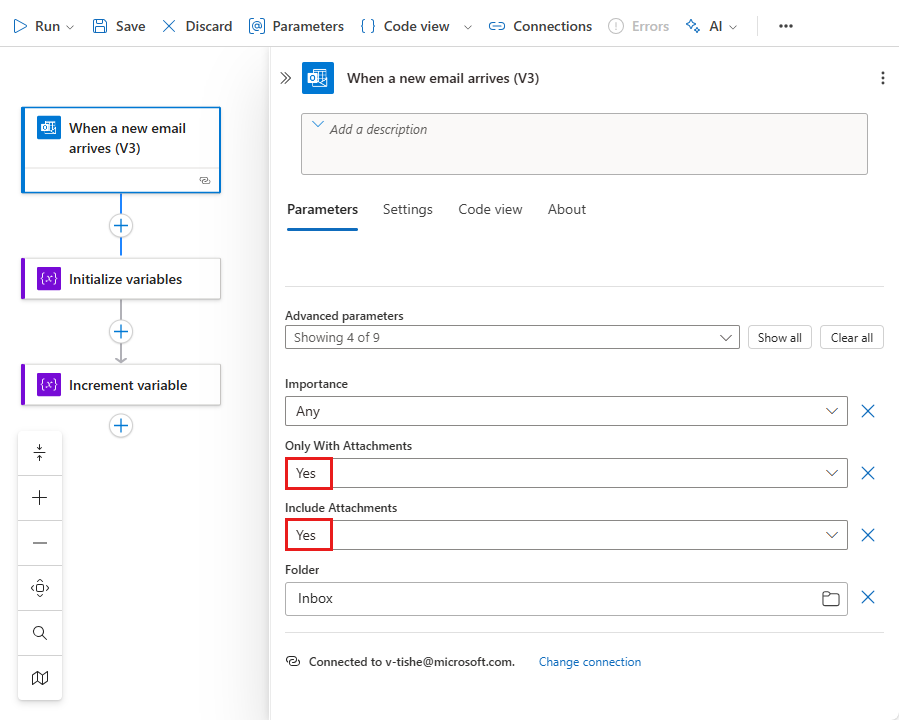 Run
Save
Discard
Parameters
Code view
Connections
Errors
AI
When a new email
arrives (V3)
Initialize variables
Increment variable
When a new email arrives (V3)
Add a description
Parameters
Settings
Code view
About
Advanced parameters
Showing 4 of 9
Show all
Clear all
Importance
Any
Only With Attachments
Yes
Include Attachments
Yes
Folder
Inbox
Connected to v-tishe@microsoft.com.
Change connection